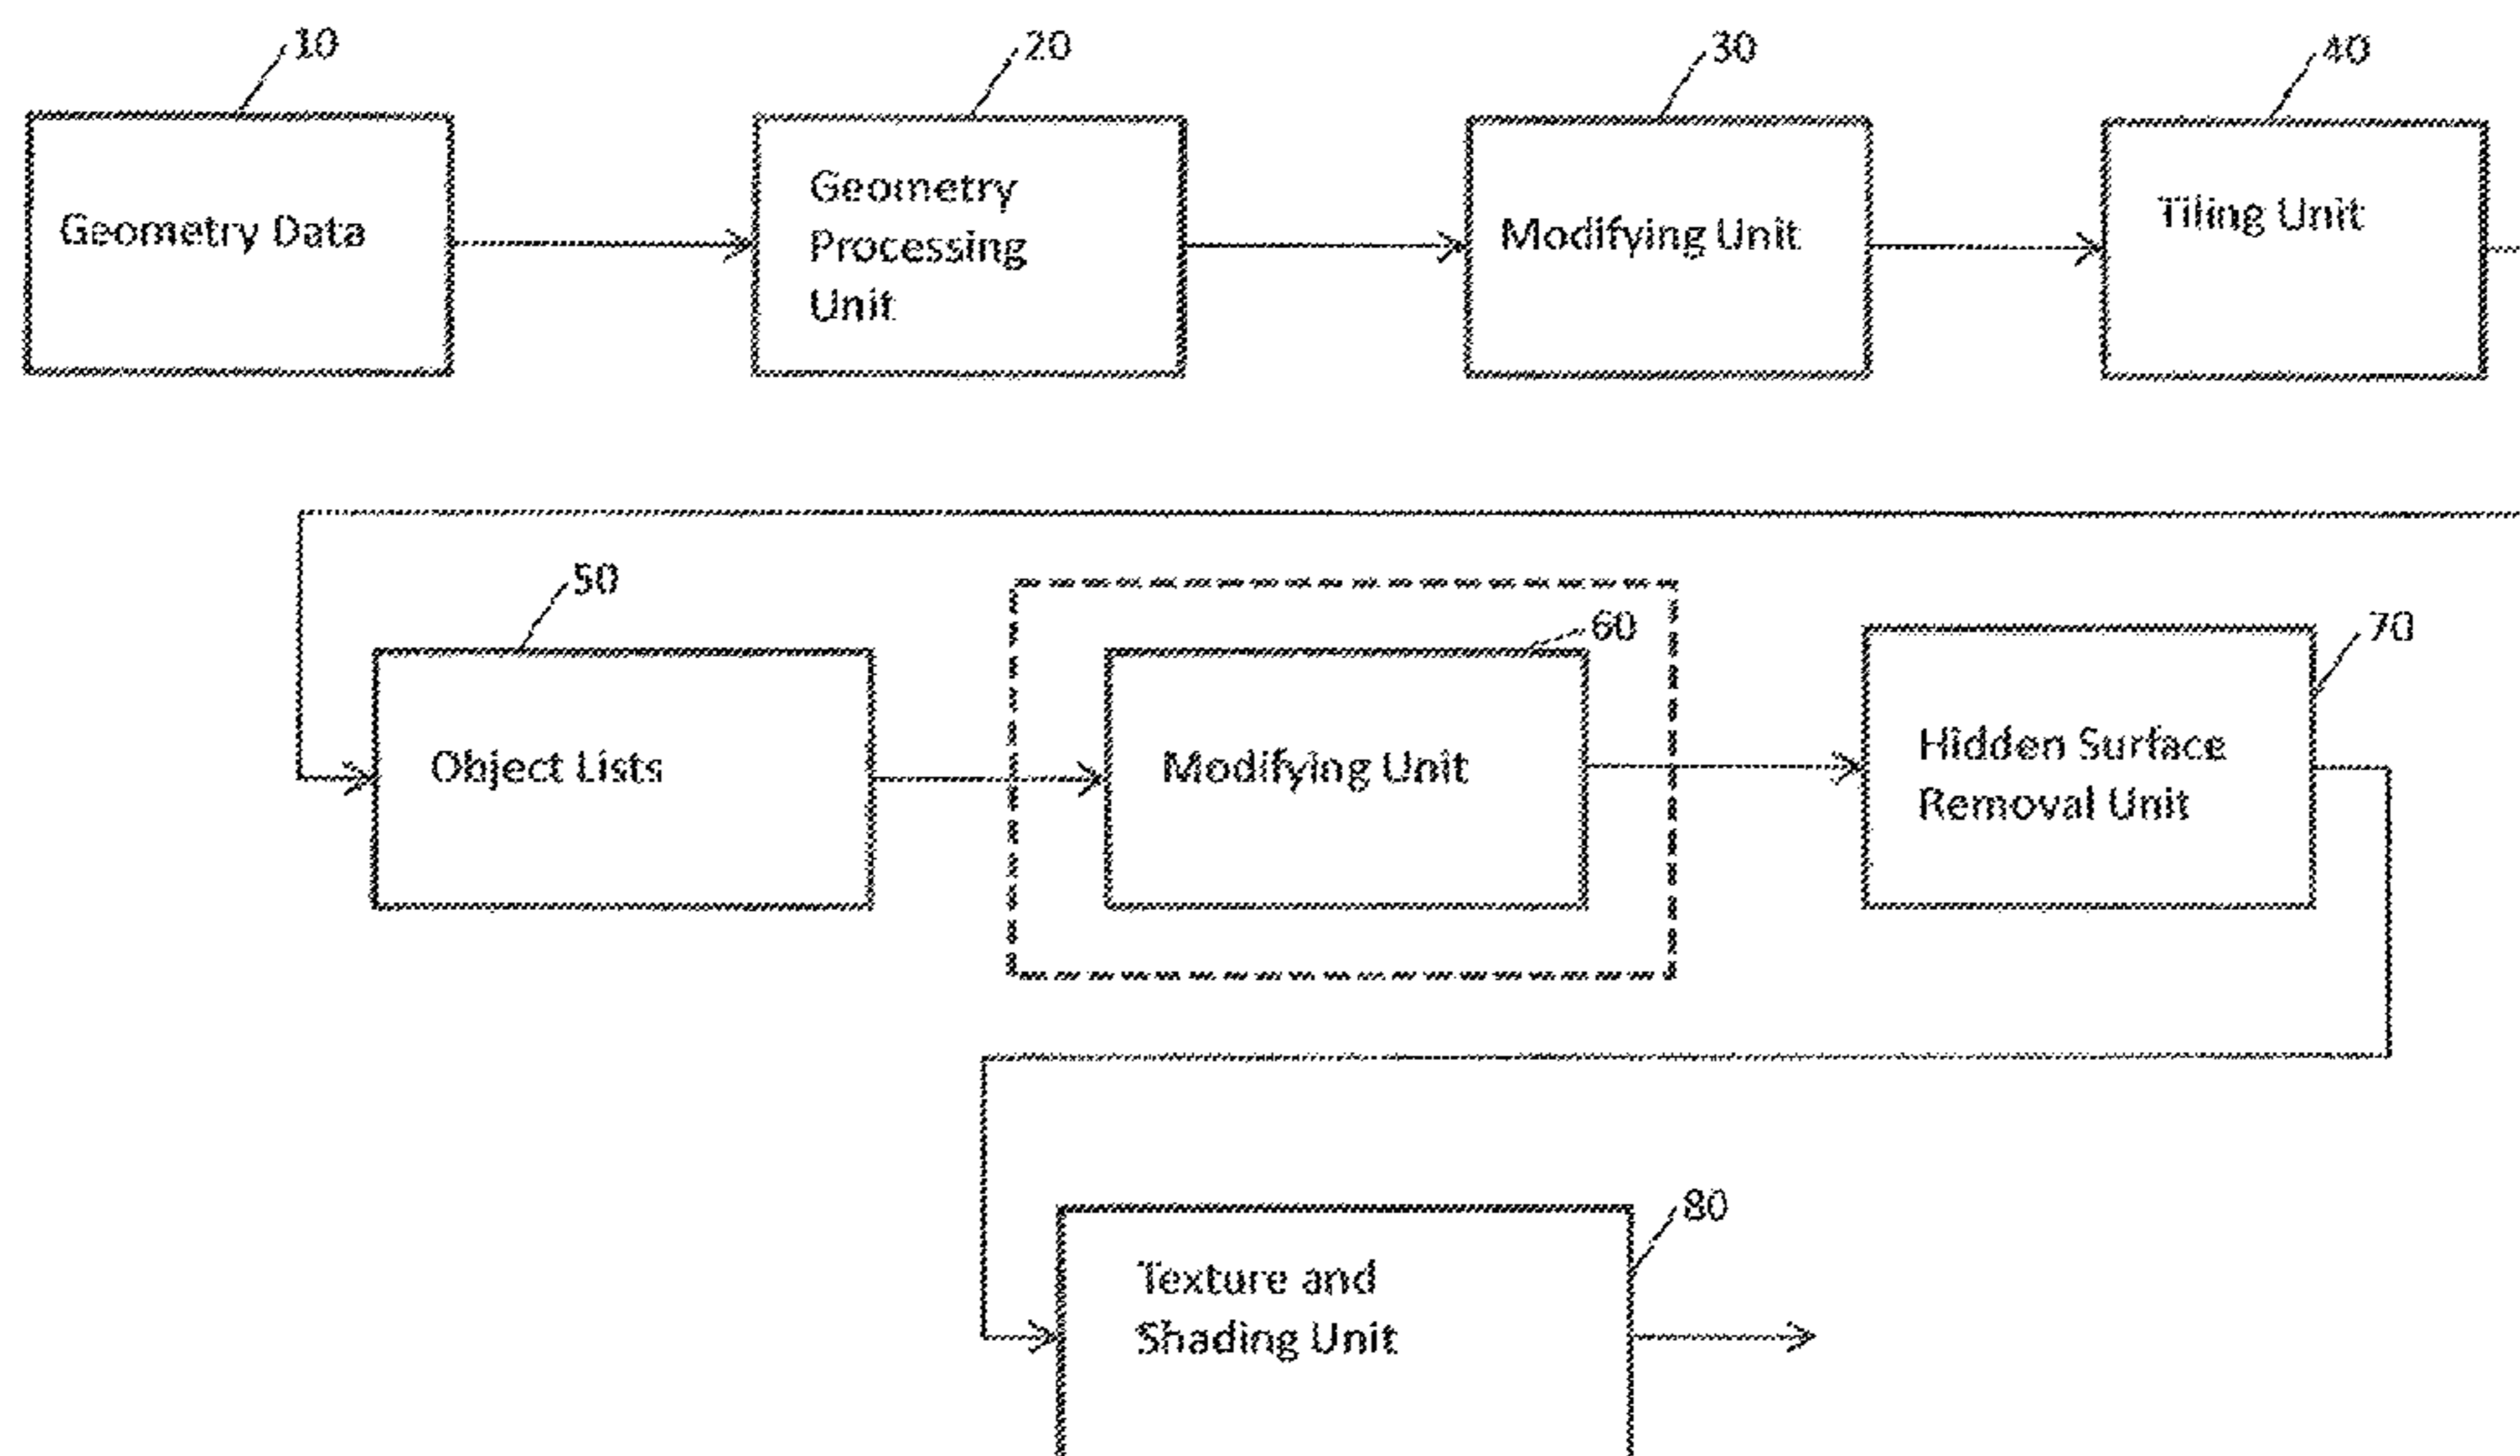 10
20
30
40
Geometry Data
Geometry
Processing
Unit
Modifying Unit
Tiling Unit
50
60
70
Object Lists
Modifying Unit
Hidden Surface
Removal Unit
80
Texture and
Shading Unit